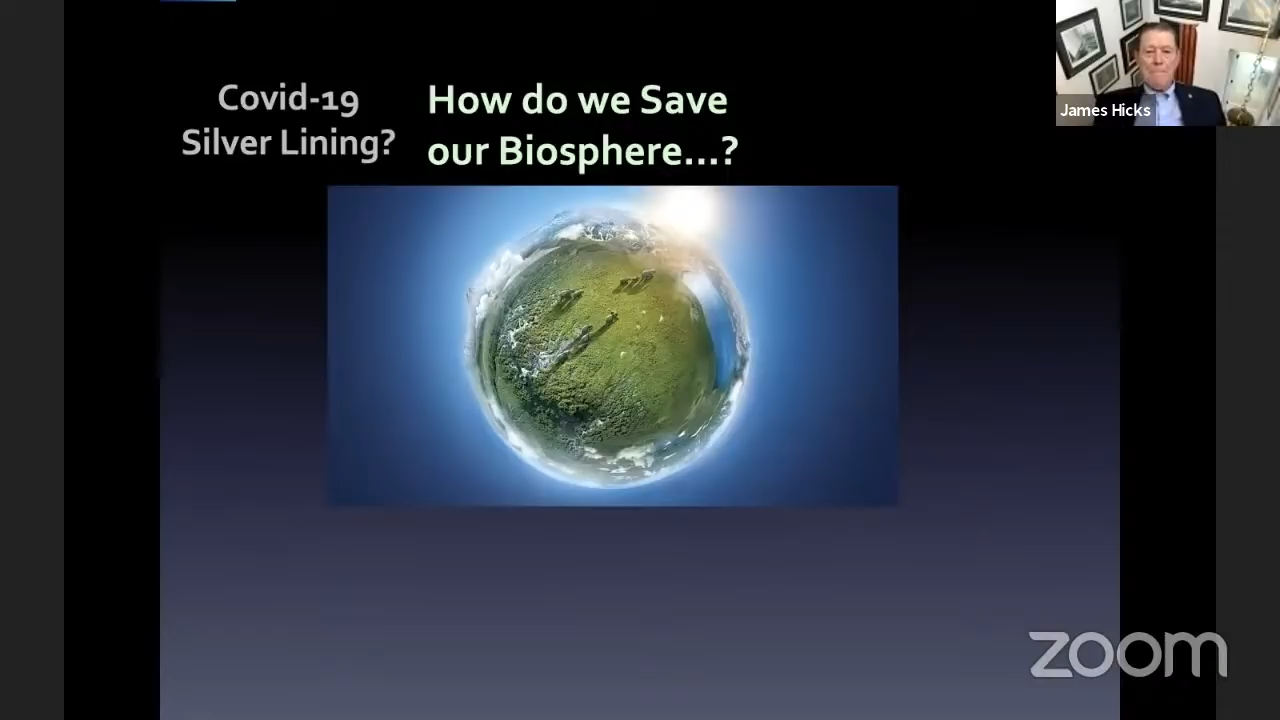 Covid-19
Silver Lining?
How do we Save
our Biosphere...?
James Hicks
zoom